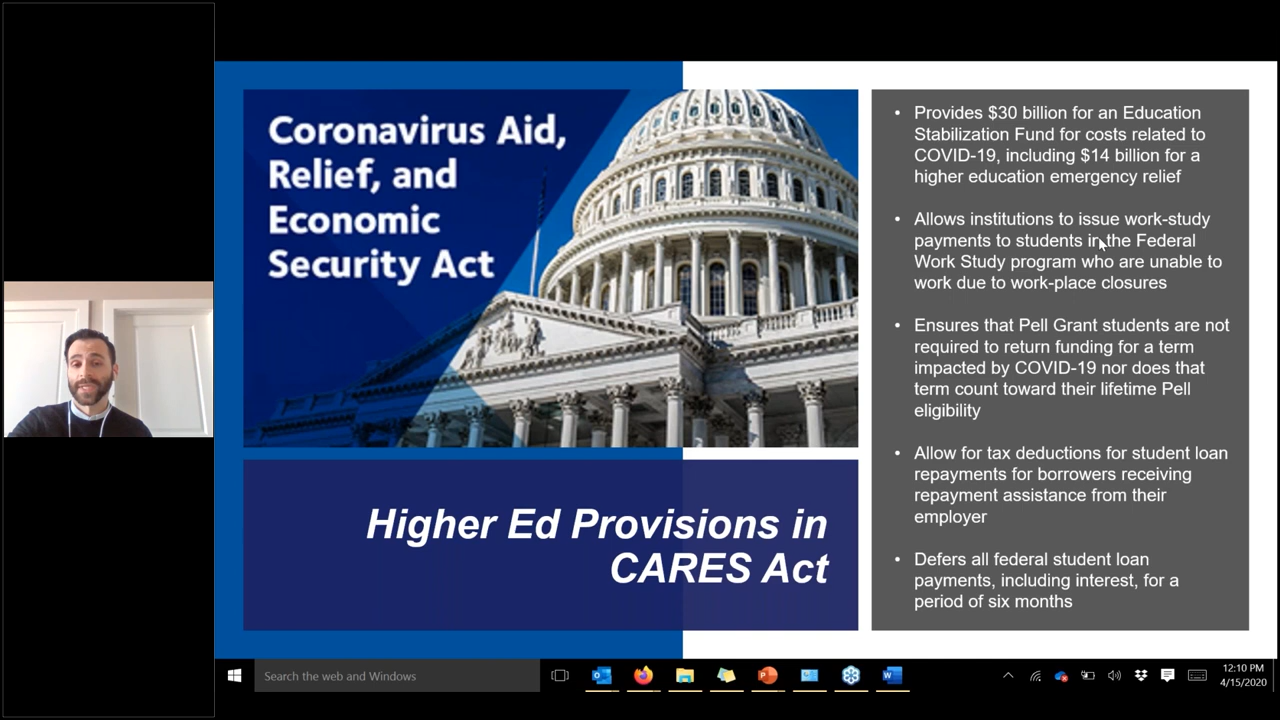 Coronavirus Aid,
Relief, and
Economic
Security Act
Higher Ed Provisions in
CARES Act
• Provides $30 billion for an Education
Stabilization Fund for costs related to
COVID-19, including $14 billion for a
higher education emergency relief
• Allows institutions to issue work-study
payments to students in the Federal
Work Study program who are unable to
work due to work-place closures
• Ensures that Pell Grant students are not
required to return funding for a term
impacted by COVID-19 nor does that
term count toward their lifetime Pell
eligibility
• Allow for tax deductions for student loan
repayments for borrowers receiving
repayment assistance from their
employer
• Defers all federal student loan
payments, including interest, for a
period of six months
Search the web and Windows
12:10 PM
4/15/2020